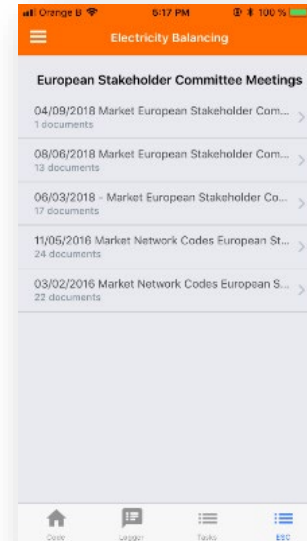 Orange B 5:17 PM 100 %
Electricity Balancing
European Stakeholder Committee Meetings
04/09/2018 Market European Stakeholder Com...
1 documents
08/06/2018 Market European Stakeholder Com...
13 documents
06/03/2018 - Market European Stakeholder Co...
17 documents
11/05/2016 Market Network Codes European St...
24 documents
03/02/2016 Market Network Codes European S...
22 documents
Code Logger Tasks ESC